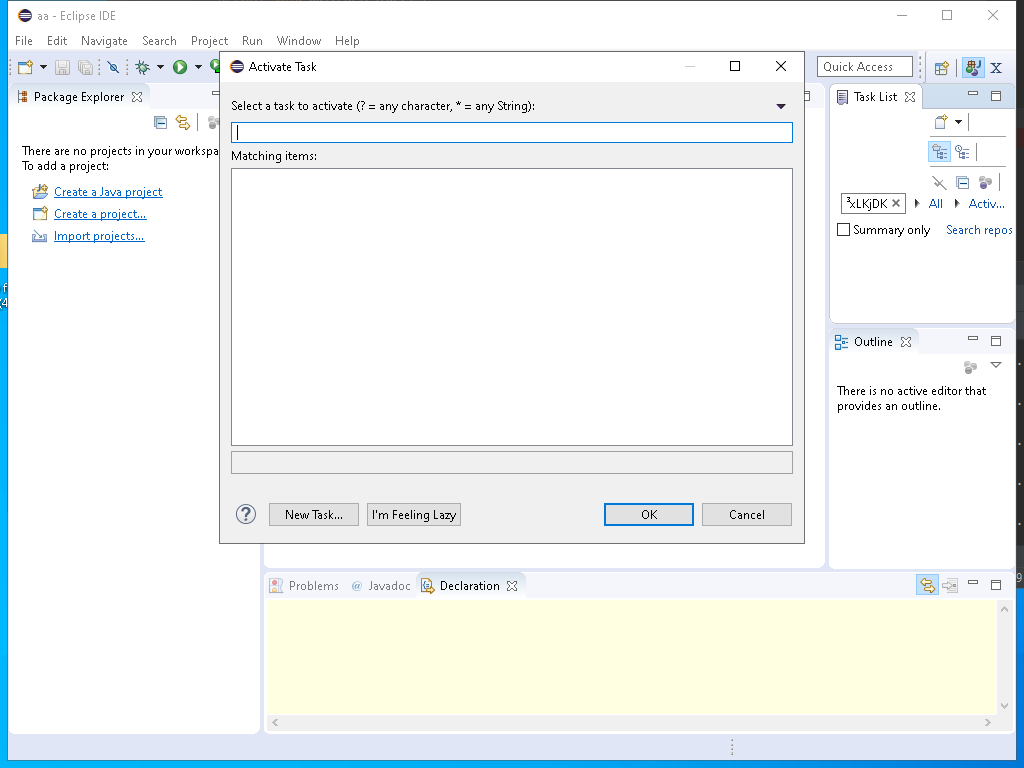 aa - Eclipse IDE
File Edit Navigate Search Project Run Window Help
Quick Access
Activate Task
Select a task to activate (? = any character, * = any String):
Matching items:
New Task...
I'm Feeling Lazy
OK
Cancel
Package Explorer
There are no projects in your workspa
To add a project:
Create a Java project
Create a project...
Import projects...
Task List
All
Activ...
Summary only
Search repos
Outline
There is no active editor that
provides an outline.
Problems
@ Javadoc
Declaration